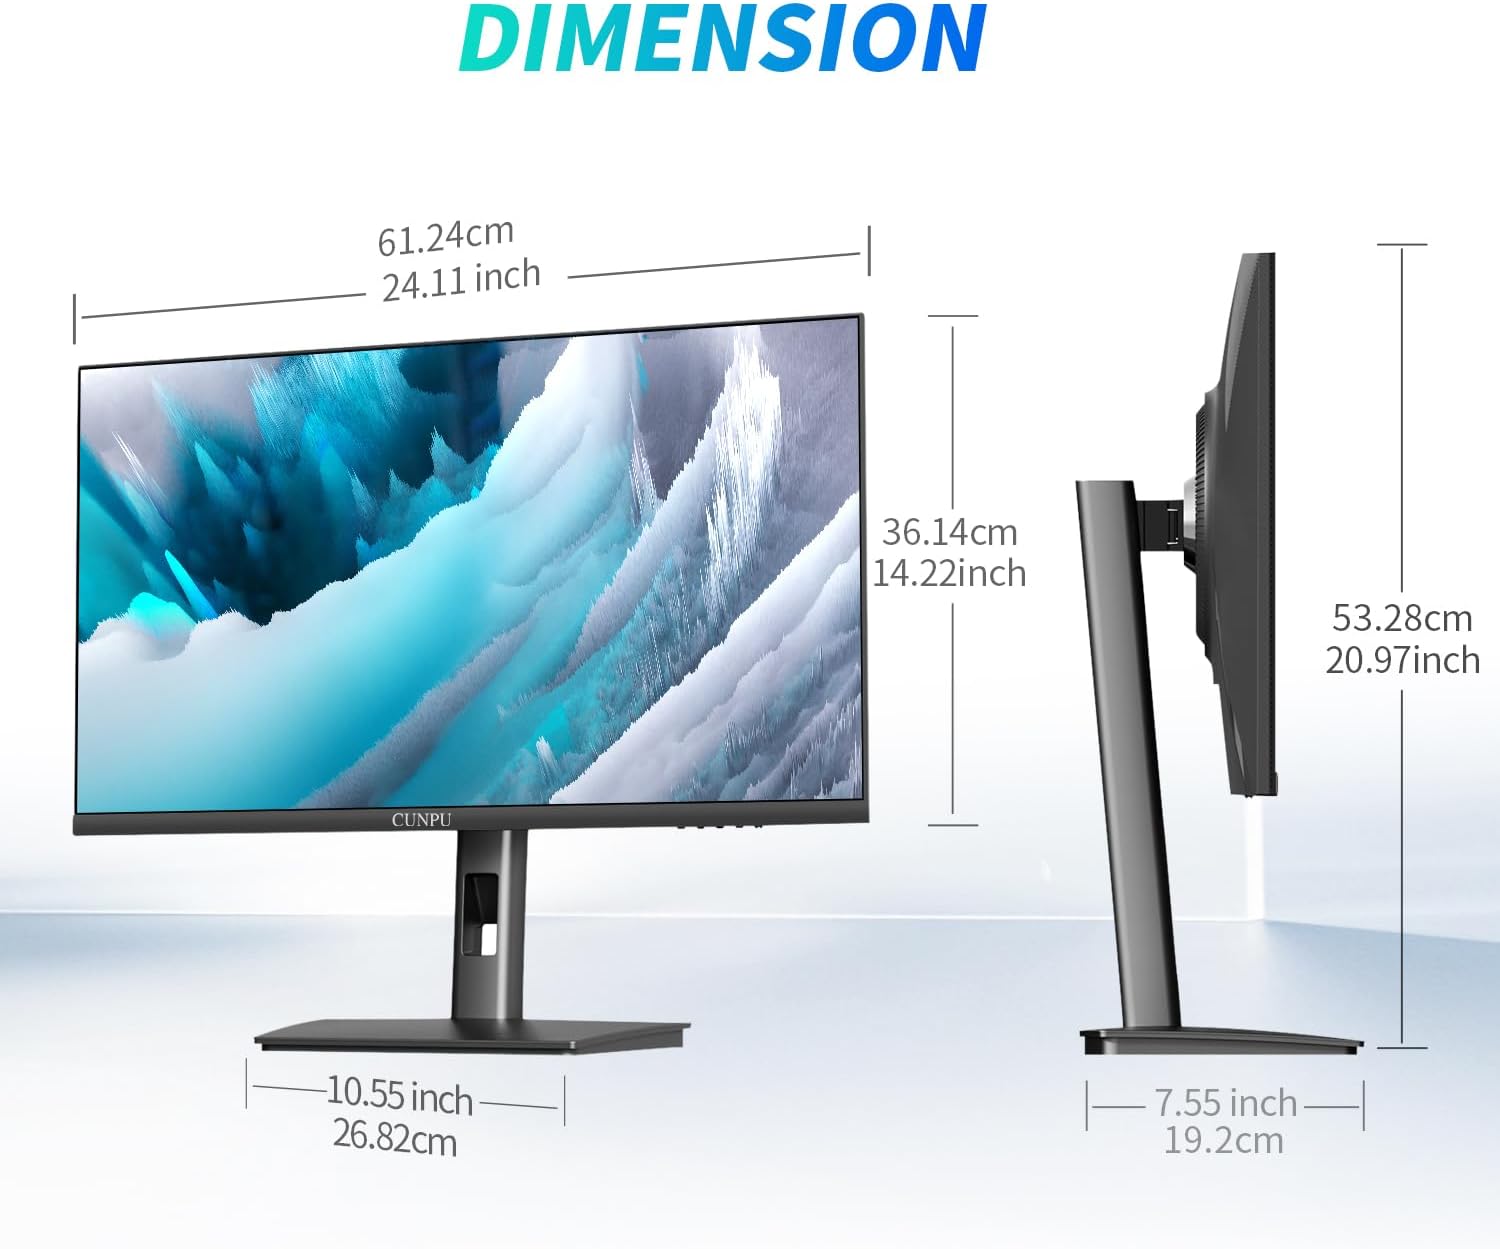 DIMENSION
61.24cm
24.11 inch
36.14cm
14.22inch
53.28cm
20.97inch
CUNPU
10.55 inch
26.82cm
7.55 inch
19.2cm